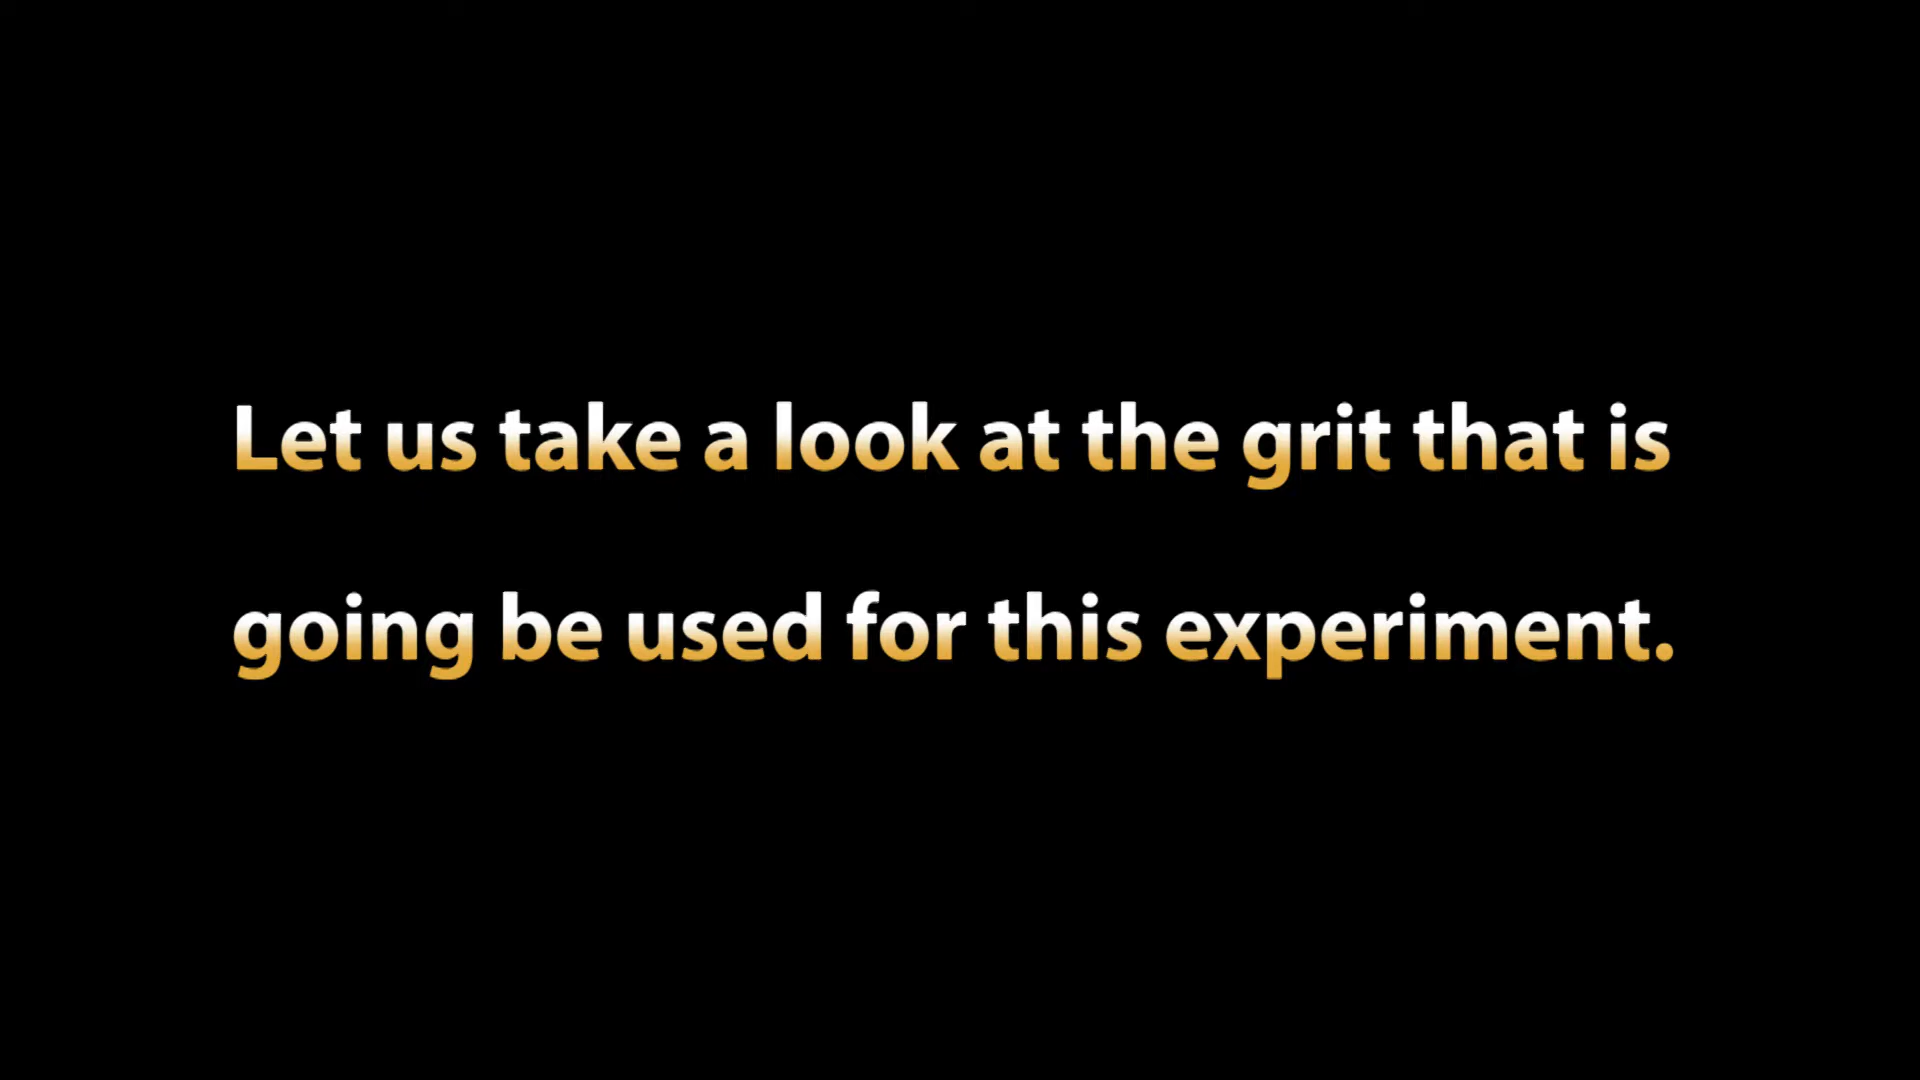 Let us take a look at the grit that is
going be used for this experiment.